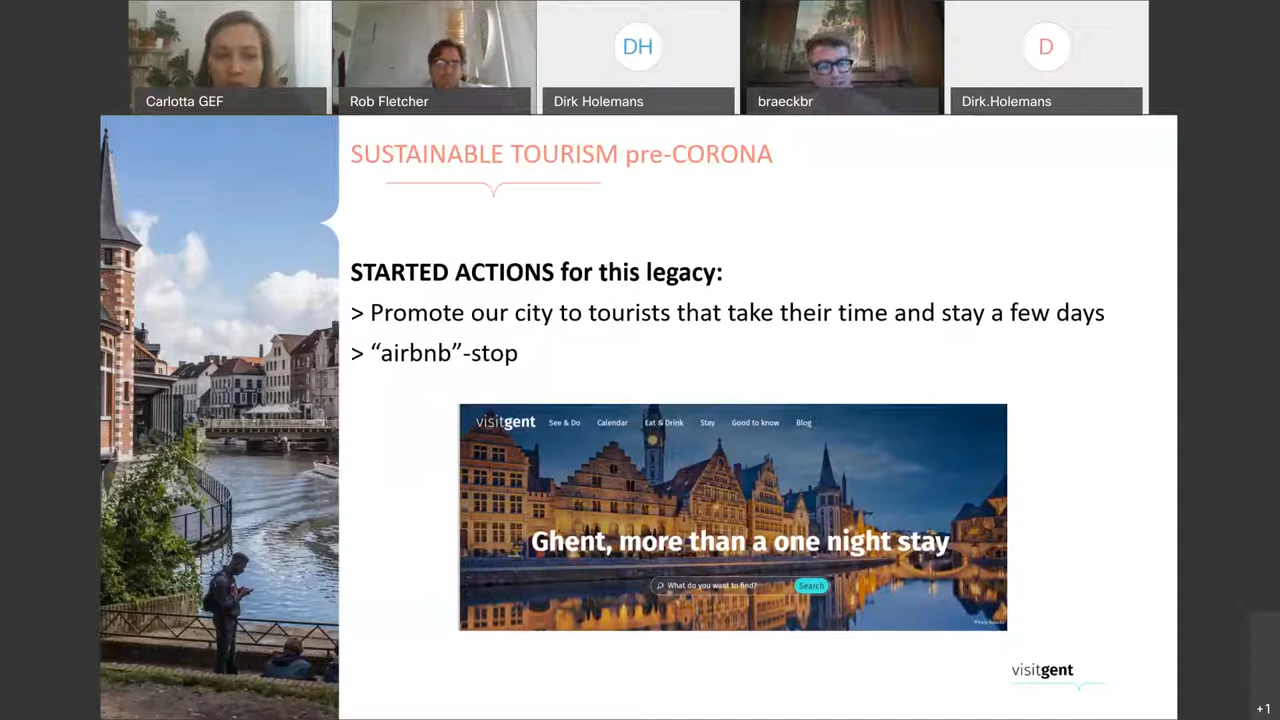 DH
D
Carlotta GEF
Rob Fletcher
Dirk Holemans
braeckbr
Dirk.Holemans
SUSTAINABLE TOURISM pre-CORONA
STARTED ACTIONS for this legacy:
> Promote our city to tourists that take their time and stay a few days
> “airbnb”-stop
visitgent See & Do Calendar Eat & Drink Stay Good to know Blog
Ghent, more than a one night stay
What do you want to find? Search
visitgent
+1